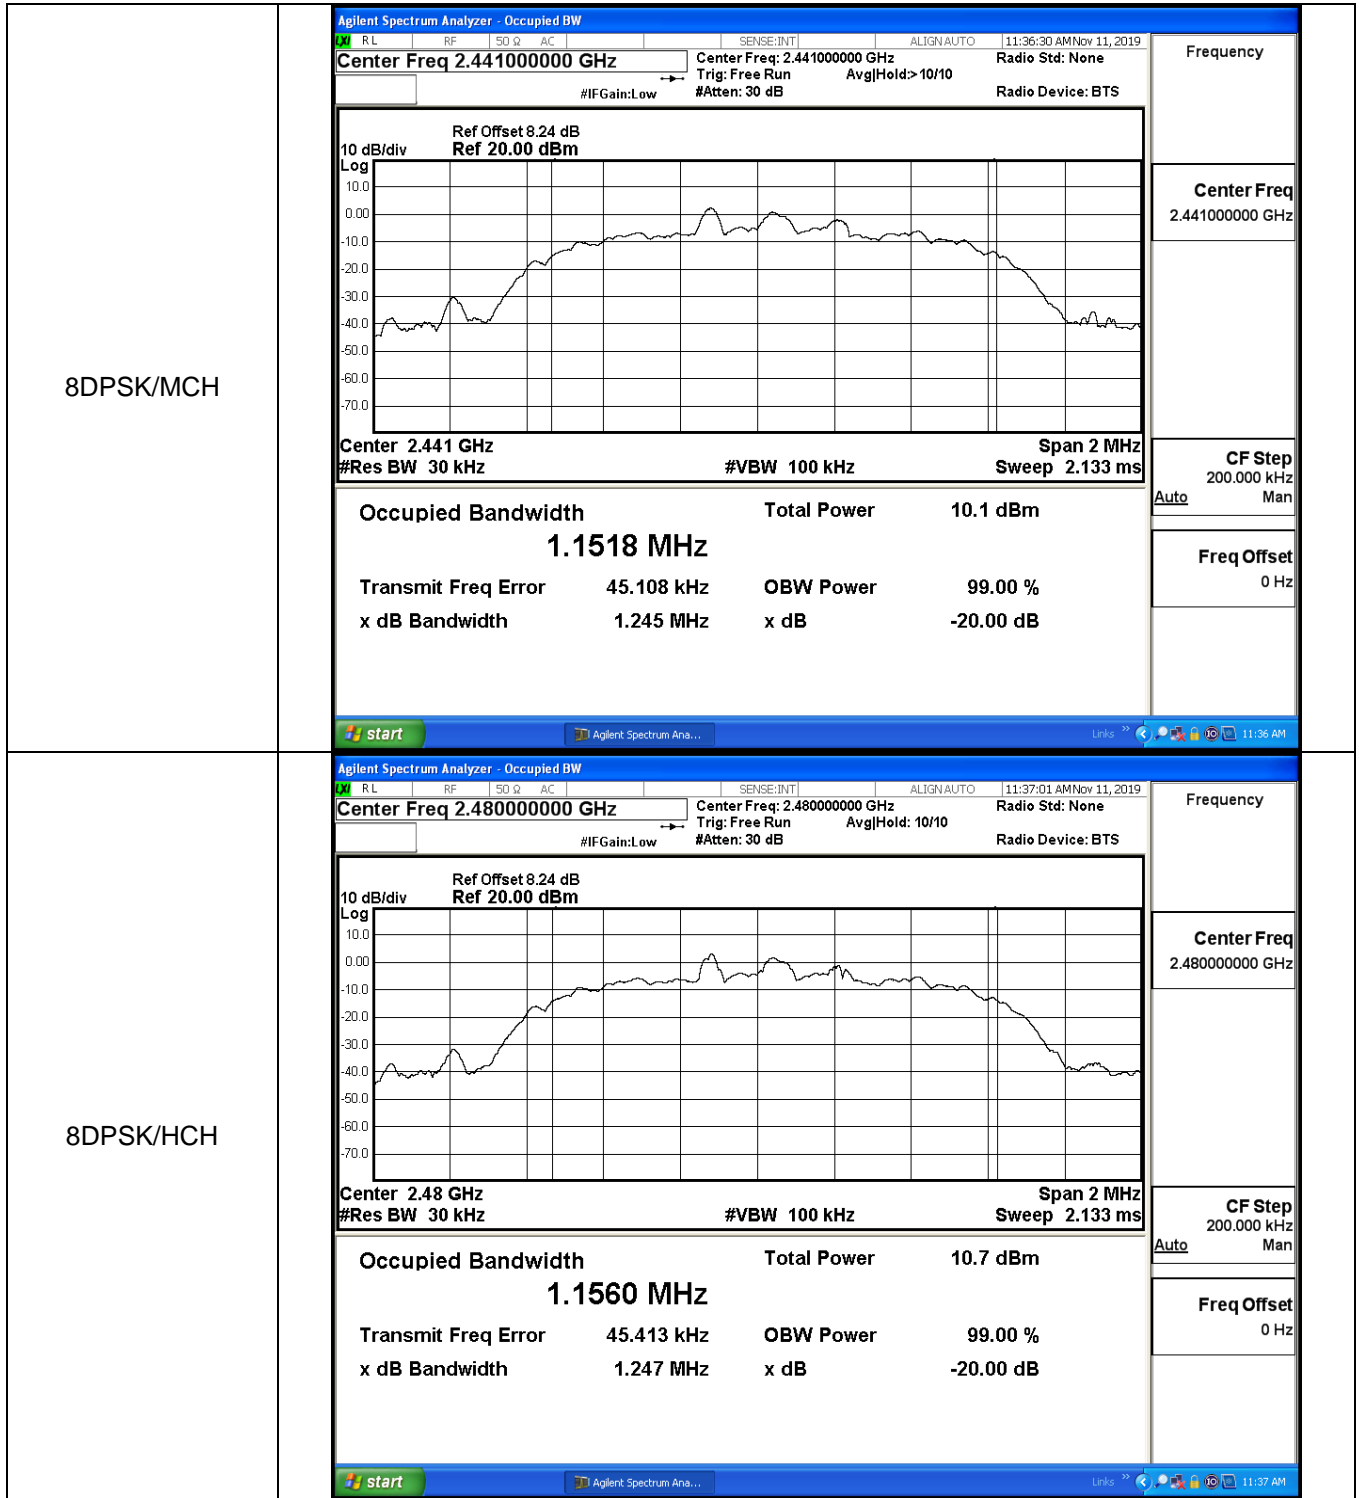 8DPSK/MCH
Agilent Spectrum Analyzer - Occupied BW
LXI RL RF 50 Ω AC SENSE:INT ALIGN AUTO 11:36:30 AM Nov 11, 2019
Center Freq 2.441000000 GHz
Center Freq: 2.441000000 GHz Radio Std: None
Trig: Free Run Avg|Hold:>10/10
#IFGain:Low #Atten: 30 dB Radio Device: BTS
Ref Offset 8.24 dB
10 dB/div Ref 20.00 dBm
Log
10.0
0.00
-10.0
-20.0
-30.0
-40.0
-50.0
-60.0
-70.0
Center 2.441 GHz Span 2 MHz
#Res BW 30 kHz #VBW 100 kHz Sweep 2.133 ms
Occupied Bandwidth Total Power 10.1 dBm
1.1518 MHz
Transmit Freq Error 45.108 kHz OBW Power 99.00 %
x dB Bandwidth 1.245 MHz x dB -20.00 dB
Frequency
Center Freq
2.441000000 GHz
CF Step
200.000 kHz
Auto Man
Freq Offset
0 Hz
start Agilent Spectrum Ana... Links » 11:36 AM
8DPSK/HCH
Agilent Spectrum Analyzer - Occupied BW
LXI RL RF 50 Ω AC SENSE:INT ALIGN AUTO 11:37:01 AM Nov 11, 2019
Center Freq 2.480000000 GHz
Center Freq: 2.480000000 GHz Radio Std: None
Trig: Free Run Avg|Hold: 10/10
#IFGain:Low #Atten: 30 dB Radio Device: BTS
Ref Offset 8.24 dB
10 dB/div Ref 20.00 dBm
Log
10.0
0.00
-10.0
-20.0
-30.0
-40.0
-50.0
-60.0
-70.0
Center 2.48 GHz Span 2 MHz
#Res BW 30 kHz #VBW 100 kHz Sweep 2.133 ms
Occupied Bandwidth Total Power 10.7 dBm
1.1560 MHz
Transmit Freq Error 45.413 kHz OBW Power 99.00 %
x dB Bandwidth 1.247 MHz x dB -20.00 dB
Frequency
Center Freq
2.480000000 GHz
CF Step
200.000 kHz
Auto Man
Freq Offset
0 Hz
start Agilent Spectrum Ana... Links » 11:37 AM